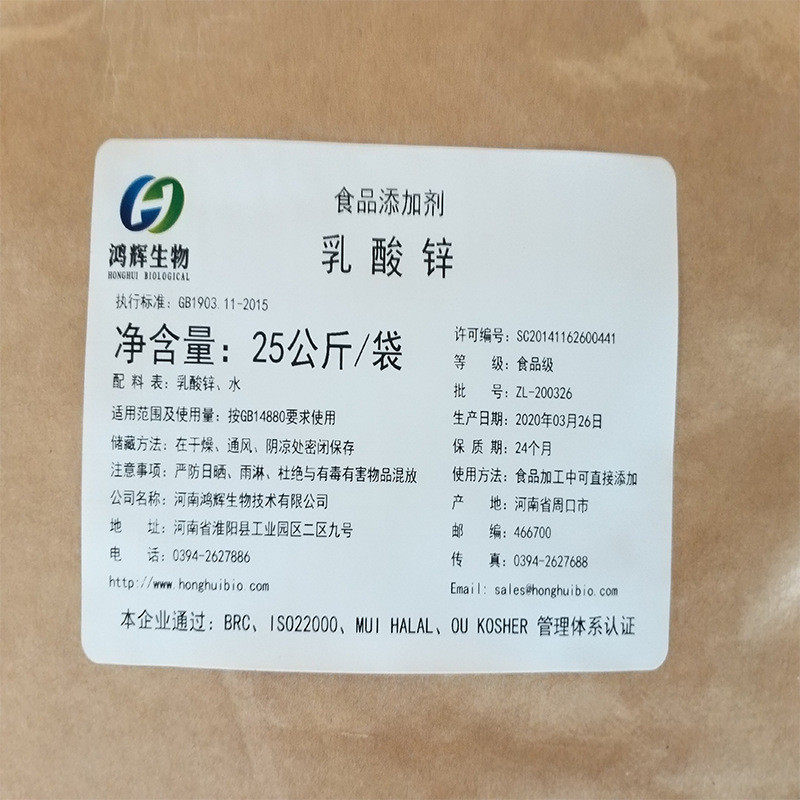 食品添加剂
乳酸锌
鸿辉生物
HONGHUI BIOLOGICAL
执行标准：GB1903.11-2015
净含量：25公斤/袋
配料表：乳酸锌、水
适用范围及使用量：按GB14880要求使用
储藏方法：在干燥、通风、阴凉处密闭保存
注意事项：严防日晒、雨淋、杜绝与有毒有害物品混放
公司名称：河南鸿辉生物技术有限公司
地 址：河南省淮阳县工业园区二区九号
电 话：0394-2627886
http://www.honghuibio.com
许可编号：SC20141162600441
等 级：食品级
批 号：ZL-200326
生产日期：2020年03月26日
保 质 期：24个月
使用方法：食品加工中可直接添加
产 地：河南省周口市
邮 编：466700
传 真：0394-2627688
Email: sales@honghuibio.com
本企业通过：BRC、ISO22000、MUI HALAL、OU KOSHER 管理体系认证